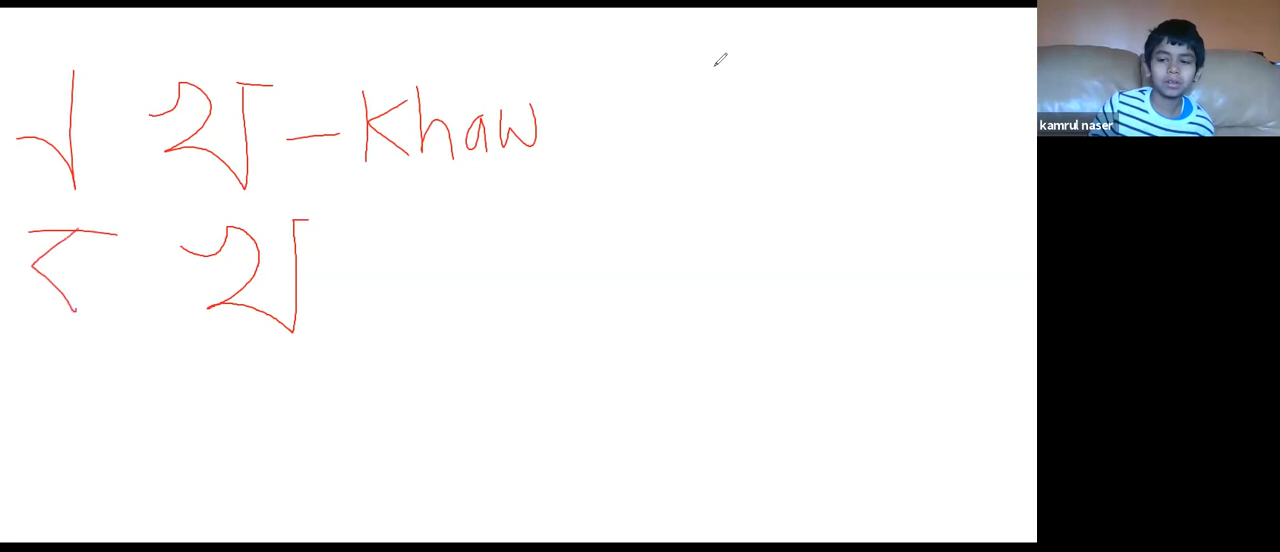 খ - Khaw
খ
kamrul naser